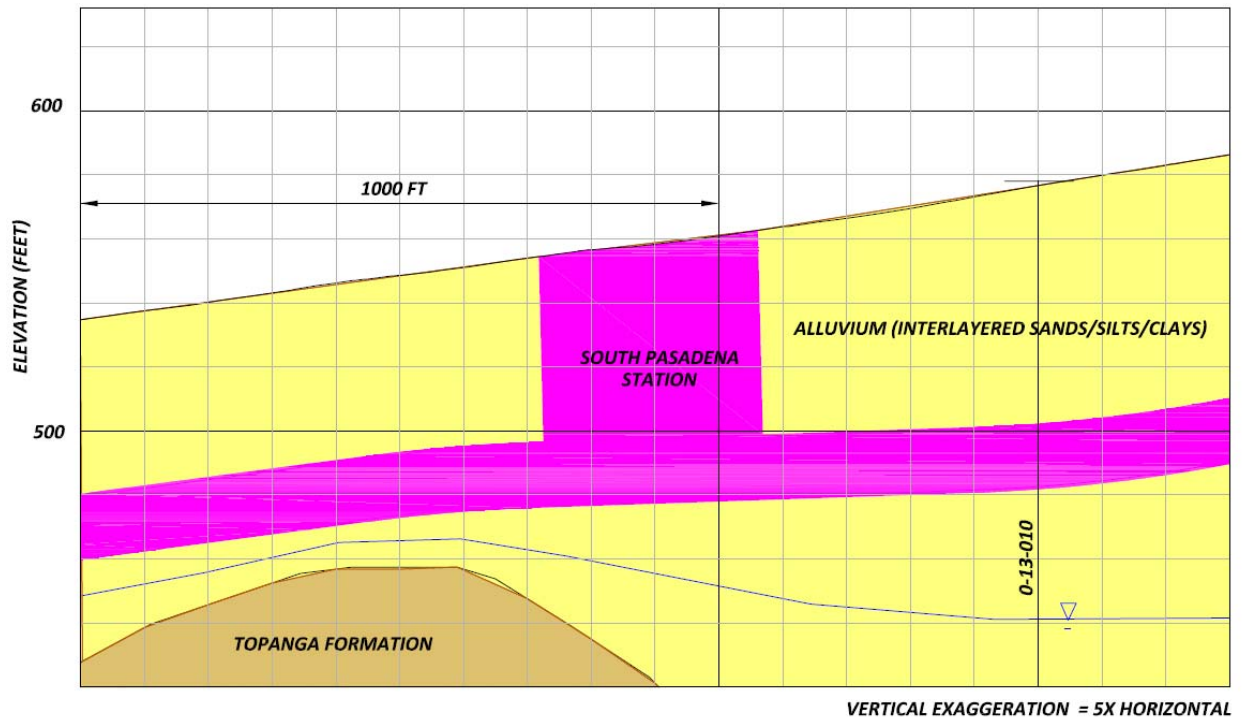 600
1000 FT
ELEVATION (FEET)
ALLUVIUM (INTERLAYERED SANDS/SILTS/CLAYS)
SOUTH PASADENA
STATION
500
0-13-010
TOPANGA FORMATION
VERTICAL EXAGGERATION = 5X HORIZONTAL